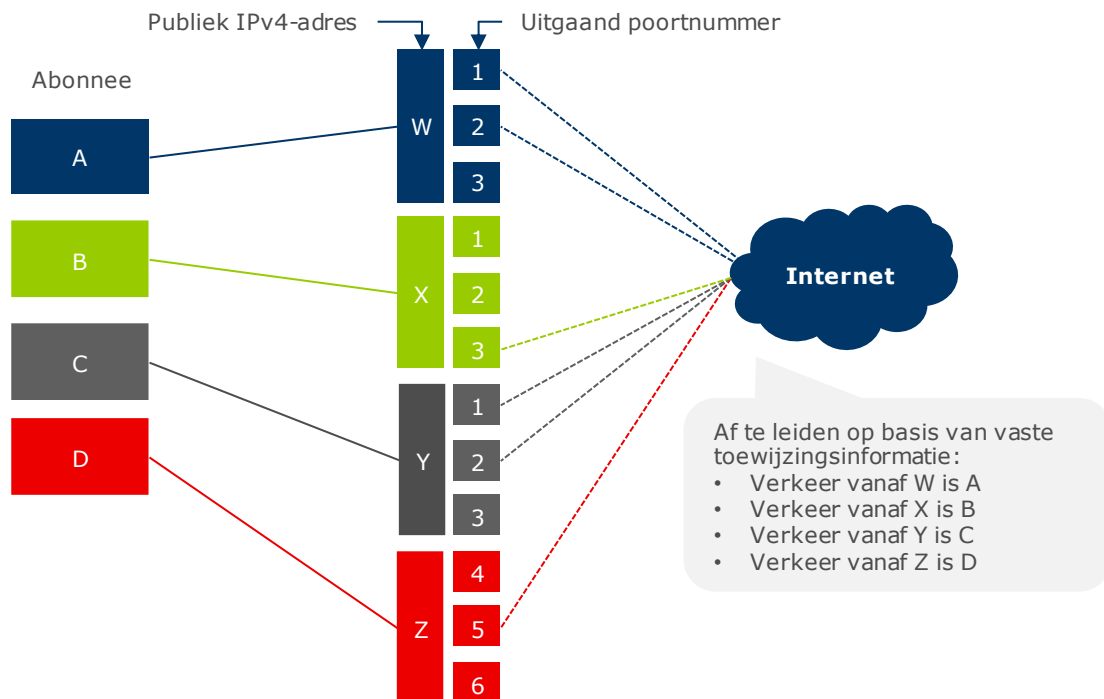 Publiek IPv4-adres
Uitgaand poortnummer
Abonnee
A
B
C
D
W
1
2
3
X
1
2
3
Y
1
2
3
Z
4
5
6
Internet
Af te leiden op basis van vaste
toewijzingsinformatie:
• Verkeer vanaf W is A
• Verkeer vanaf X is B
• Verkeer vanaf Y is C
• Verkeer vanaf Z is D